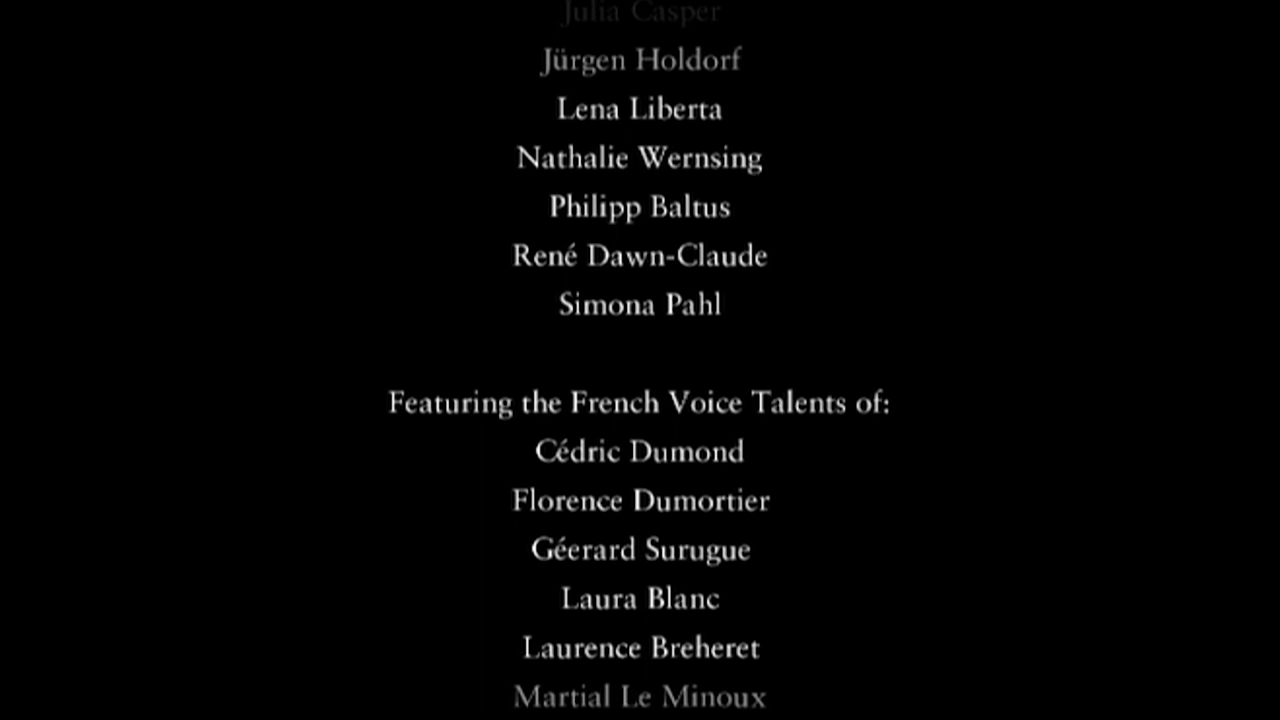 Julia Casper
Jürgen Holdorf
Lena Liberta
Nathalie Wernsing
Philipp Baltus
René Dawn-Claude
Simona Pahl
Featuring the French Voice Talents of:
Cédric Dumond
Florence Dumortier
Géerard Surugue
Laura Blanc
Laurence Breheret
Martial Le Minoux